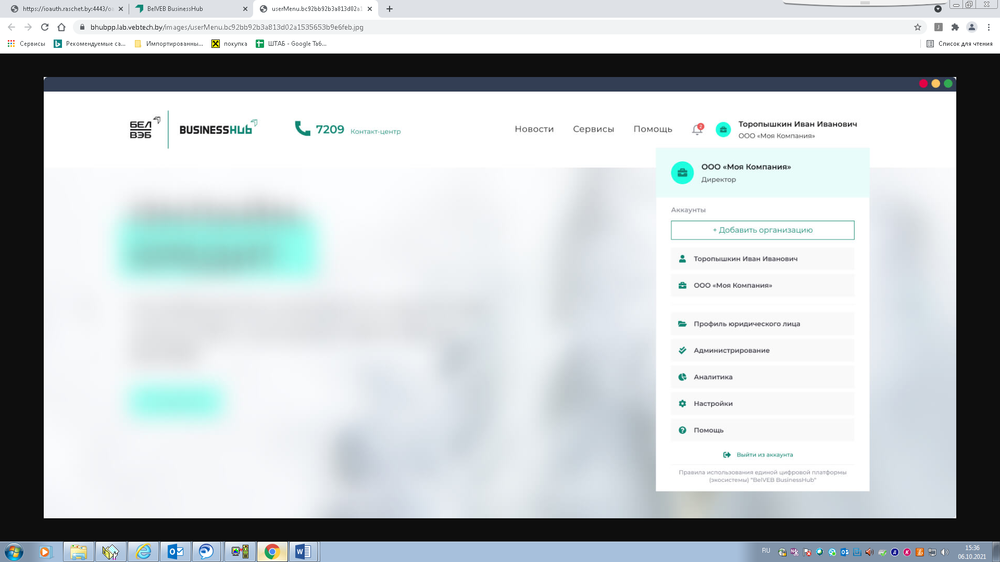 https://ioauth.raschet.by:4443/oa
BelVEB BusinessHub
userMenu.bc92bb92b3a813d02a1
bhubpp.lab.vebtech.by/images/userMenu.bc92bb92b3a813d02a1535653b9e6feb.jpg
Сервисы
Рекомендуемые са...
Импортированны...
покупка
ШТАБ - Google Таб...
Список для чтения
БЕЛ
ВЭБ
BUSINESSHub
7209 Контакт-центр
Новости
Сервисы
Помощь
2
Торопышкин Иван Иванович
ООО «Моя Компания»
ООО «Моя Компания»
Директор
Аккаунты
+ Добавить организацию
Торопышкин Иван Иванович
ООО «Моя Компания»
Профиль юридического лица
Администрирование
Аналитика
Настройки
Помощь
Выйти из аккаунта
Правила использования единой цифровой платформы
(экосистемы) "BelVEB BusinessHub"
RU
15:36
06.10.2021